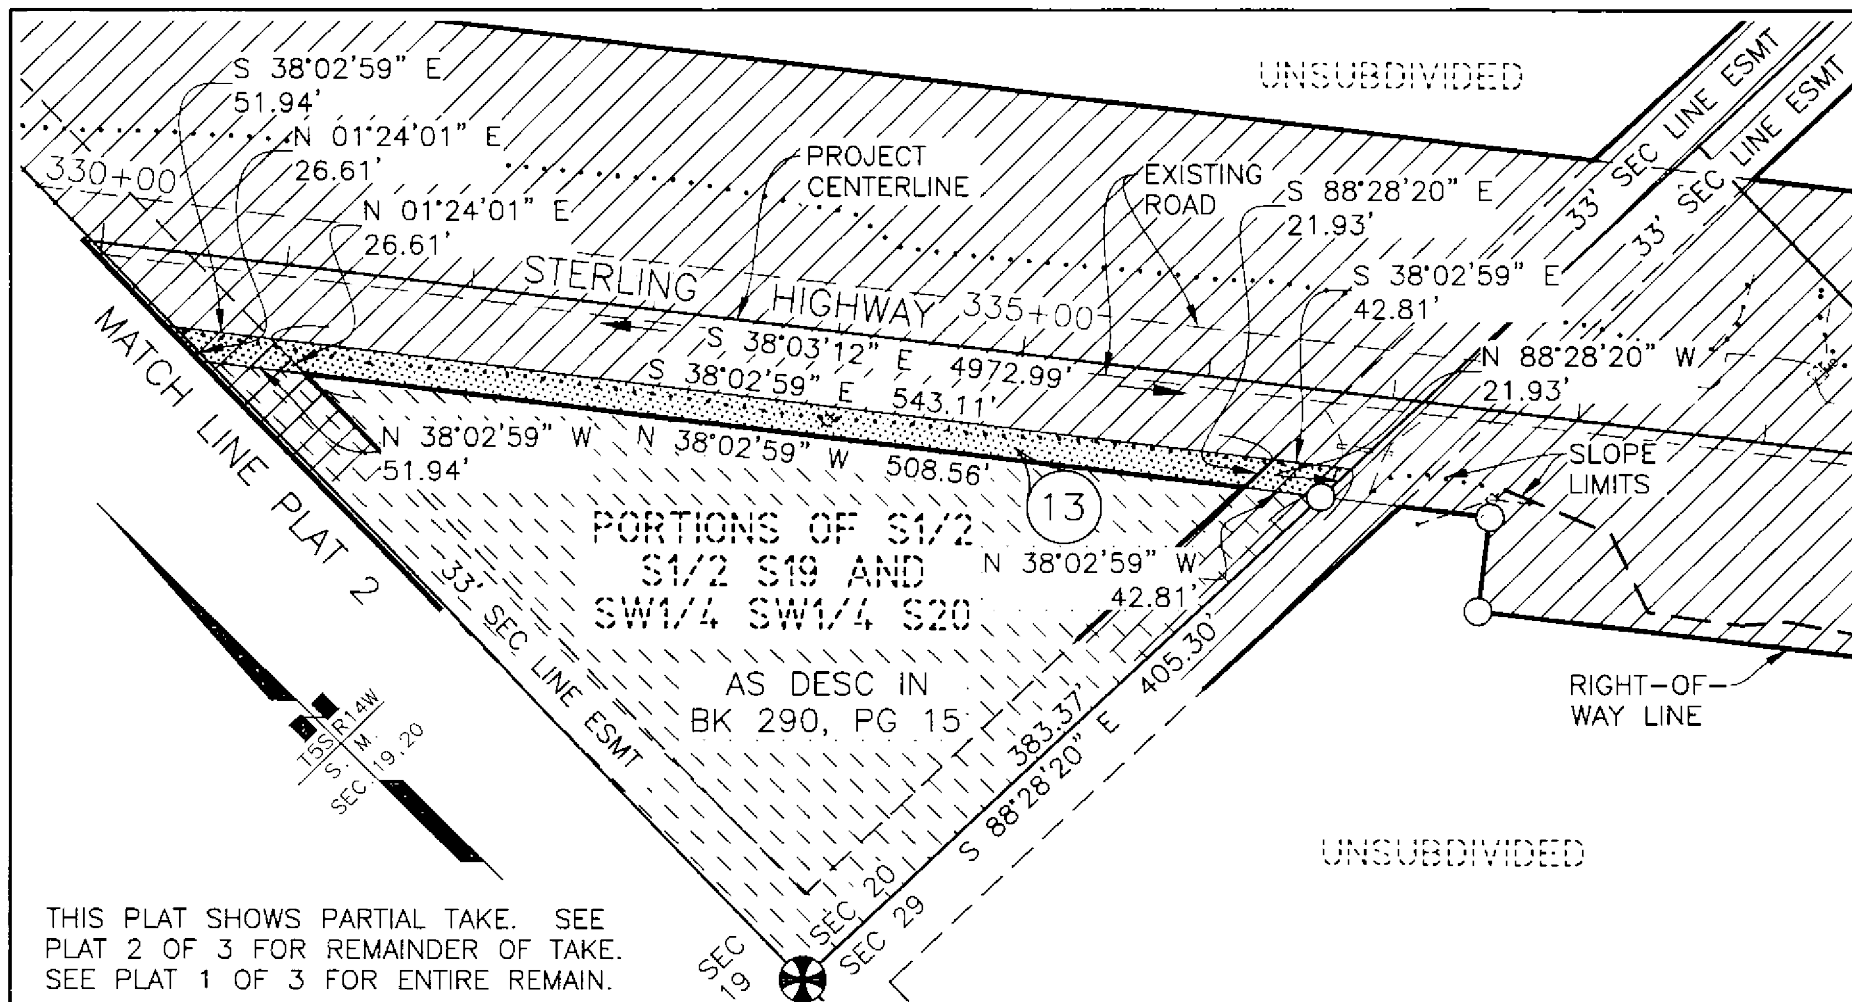 UNSUBDIVIDED
S 38°02'59" E
51.94'
N 01°24'01" E
26.61'
N 01°24'01" E
26.61'
330+00
PROJECT
CENTERLINE
EXISTING
ROAD
S 88°28'20" E
21.93'
S 38°02'59" E
42.81'
33' SEC LINE ESMT
33' SEC LINE ESMT
STERLING HIGHWAY 335+00
S 38°03'12" E 4972.99'
S 38°02'59" E 543.11'
N 88°28'20" W
21.93'
MATCH LINE PLAT 2
N 38°02'59" W
51.94'
N 38°02'59" W 508.56'
13
SLOPE
LIMITS
PORTIONS OF S1/2
S1/2 S19 AND
SW1/4 SW1/4 S20
N 38°02'59" W
42.81'
AS DESC IN
BK 290, PG 15
33' SEC LINE ESMT
383.37'
S 88°28'20" E 405.30'
RIGHT-OF-
WAY LINE
T5S R14W
S. M.
SEC. 19,20
UNSUBDIVIDED
THIS PLAT SHOWS PARTIAL TAKE. SEE
PLAT 2 OF 3 FOR REMAINDER OF TAKE.
SEE PLAT 1 OF 3 FOR ENTIRE REMAIN.
SEC
19
SEC 20
SEC 29